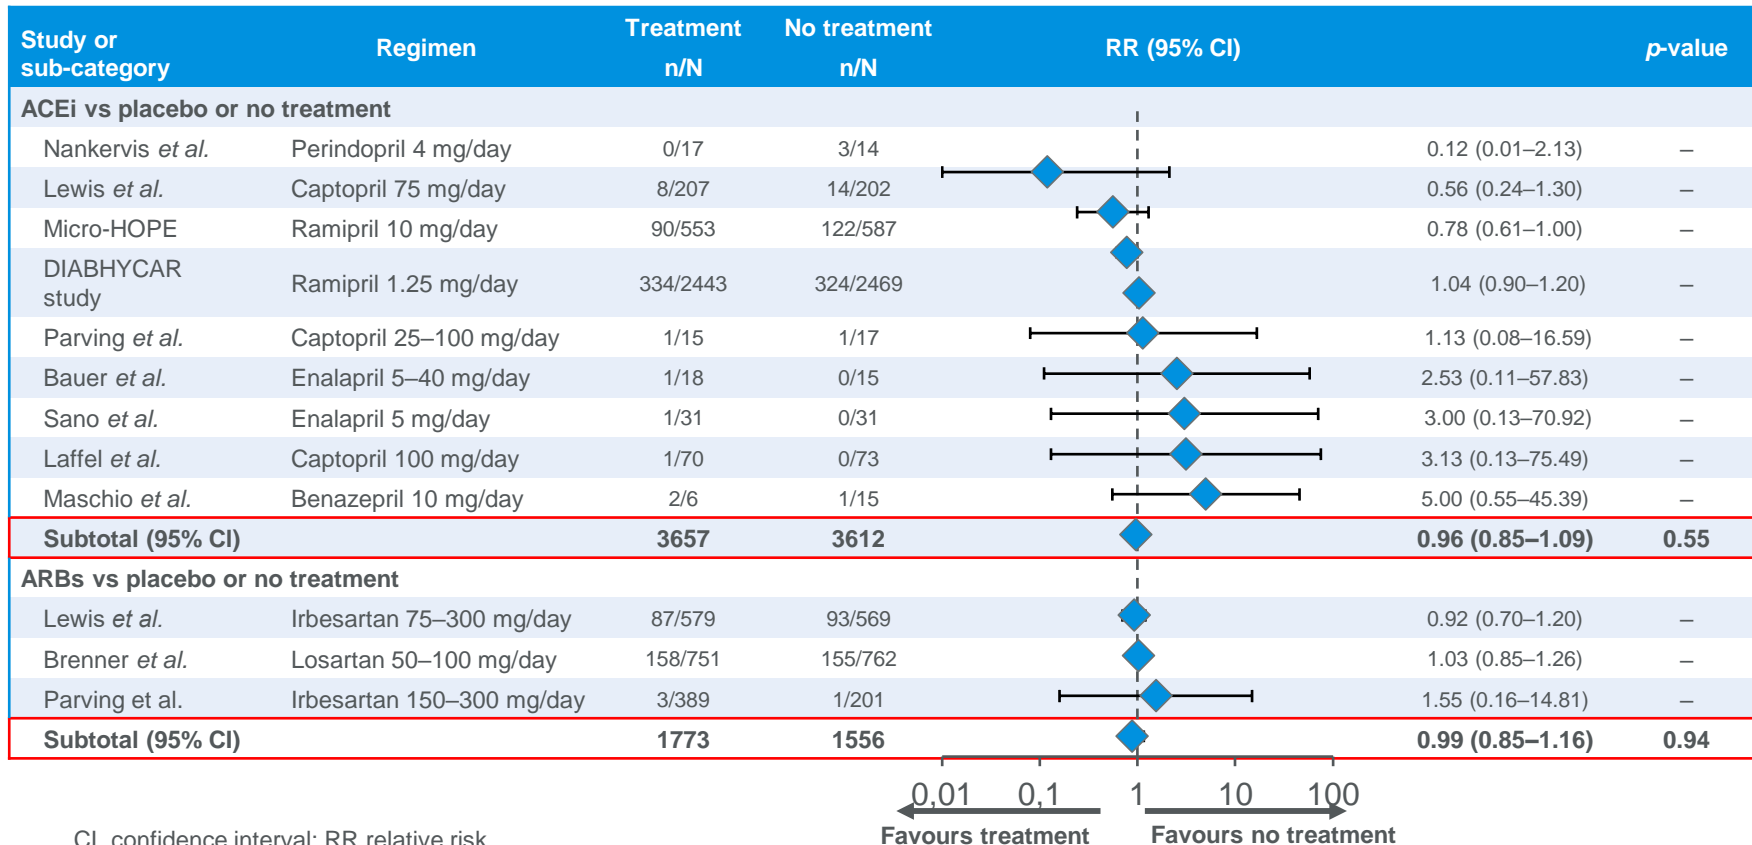 Study or sub-category Regimen Treatment n/N No treatment n/N RR (95% CI) p-value
ACEi vs placebo or no treatment
Nankervis et al. Perindopril 4 mg/day 0/17 3/14 0.12 (0.01–2.13) –
Lewis et al. Captopril 75 mg/day 8/207 14/202 0.56 (0.24–1.30) –
Micro-HOPE Ramipril 10 mg/day 90/553 122/587 0.78 (0.61–1.00) –
DIABHYCAR study Ramipril 1.25 mg/day 334/2443 324/2469 1.04 (0.90–1.20) –
Parving et al. Captopril 25–100 mg/day 1/15 1/17 1.13 (0.08–16.59) –
Bauer et al. Enalapril 5–40 mg/day 1/18 0/15 2.53 (0.11–57.83) –
Sano et al. Enalapril 5 mg/day 1/31 0/31 3.00 (0.13–70.92) –
Laffel et al. Captopril 100 mg/day 1/70 0/73 3.13 (0.13–75.49) –
Maschio et al. Benazepril 10 mg/day 2/6 1/15 5.00 (0.55–45.39) –
Subtotal (95% CI) 3657 3612 0.96 (0.85–1.09) 0.55
ARBs vs placebo or no treatment
Lewis et al. Irbesartan 75–300 mg/day 87/579 93/569 0.92 (0.70–1.20) –
Brenner et al. Losartan 50–100 mg/day 158/751 155/762 1.03 (0.85–1.26) –
Parving et al. Irbesartan 150–300 mg/day 3/389 1/201 1.55 (0.16–14.81) –
Subtotal (95% CI) 1773 1556 0.99 (0.85–1.16) 0.94
0,01 0,1 1 10 100
Favours treatment Favours no treatment
CI, confidence interval; RR relative risk